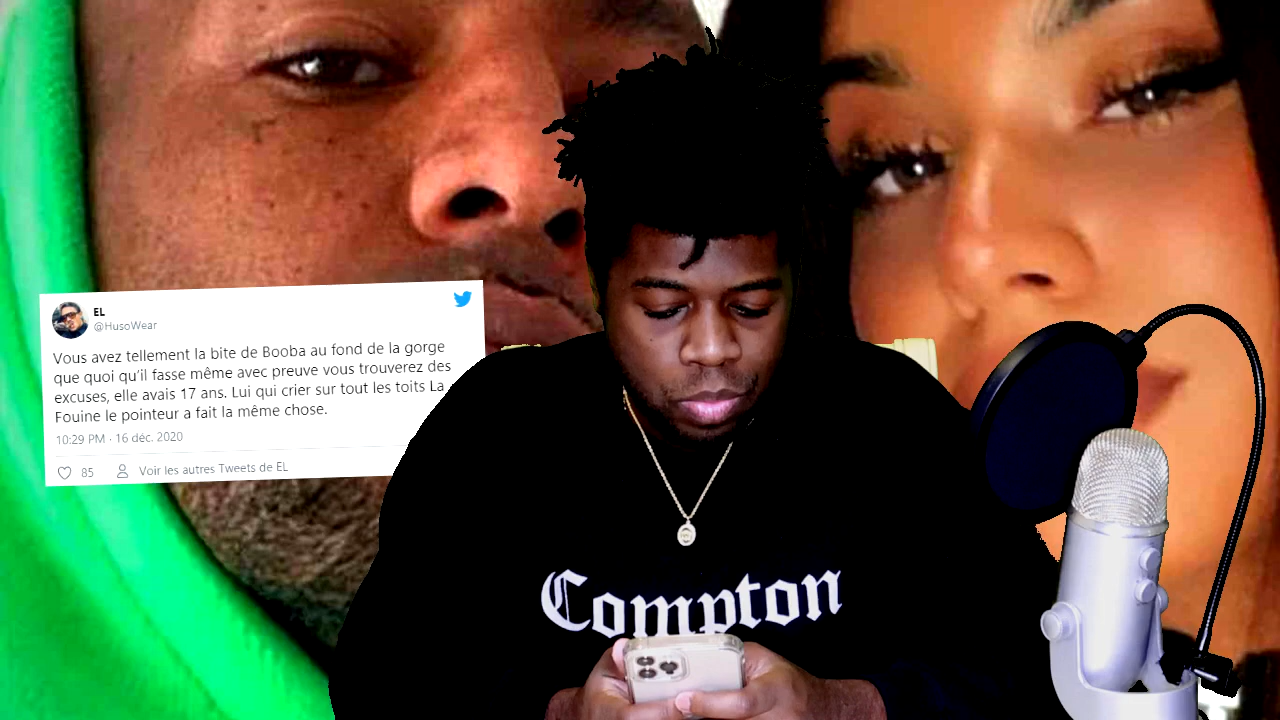 EL
@HusoWear
Vous avez tellement la bite de Booba au fond de la gorge
que quoi qu'il fasse même avec preuve vous trouverez des
excuses, elle avais 17 ans. Lui qui crier sur tout les toits La
Fouine le pointeur a fait la même chose.
10:29 PM · 16 déc. 2020
85 Voir les autres Tweets de EL
Compton